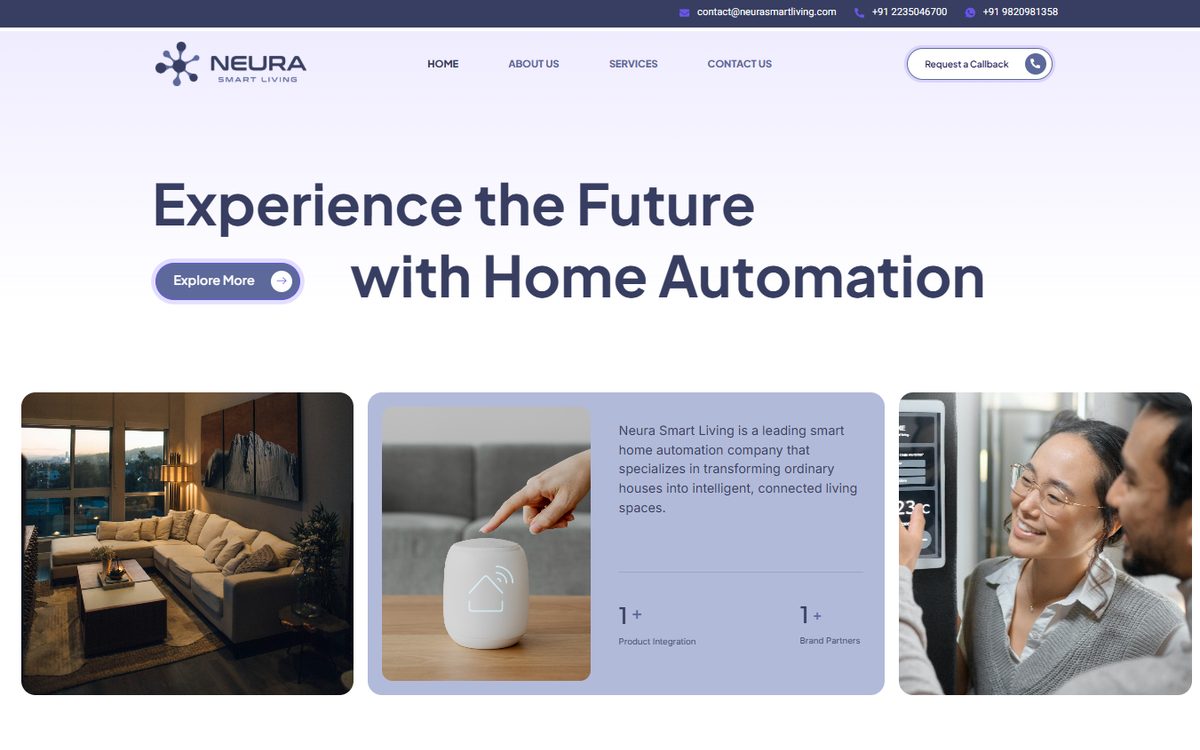 contact@neurasmartliving.com +91 2235046700 +91 9820981358
NEURA
SMART LIVING
HOME ABOUT US SERVICES CONTACT US
Request a Callback
Experience the Future
Explore More
with Home Automation
Neura Smart Living is a leading smart
home automation company that
specializes in transforming ordinary
houses into intelligent, connected living
spaces.
1 +
Product Integration
1 +
Brand Partners